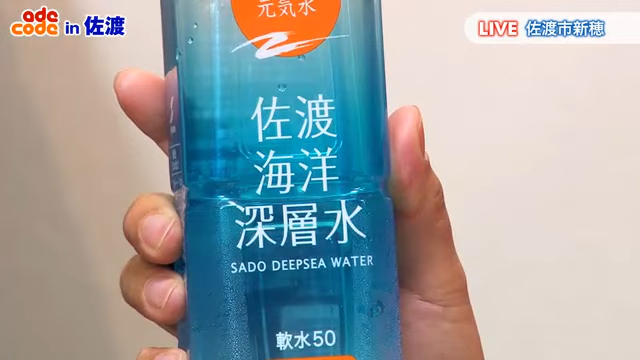 ade
code in 佐渡
LIVE 佐渡市新穂
元気水
佐渡
海洋
深層水
SADO DEEPSEA WATER
軟水50